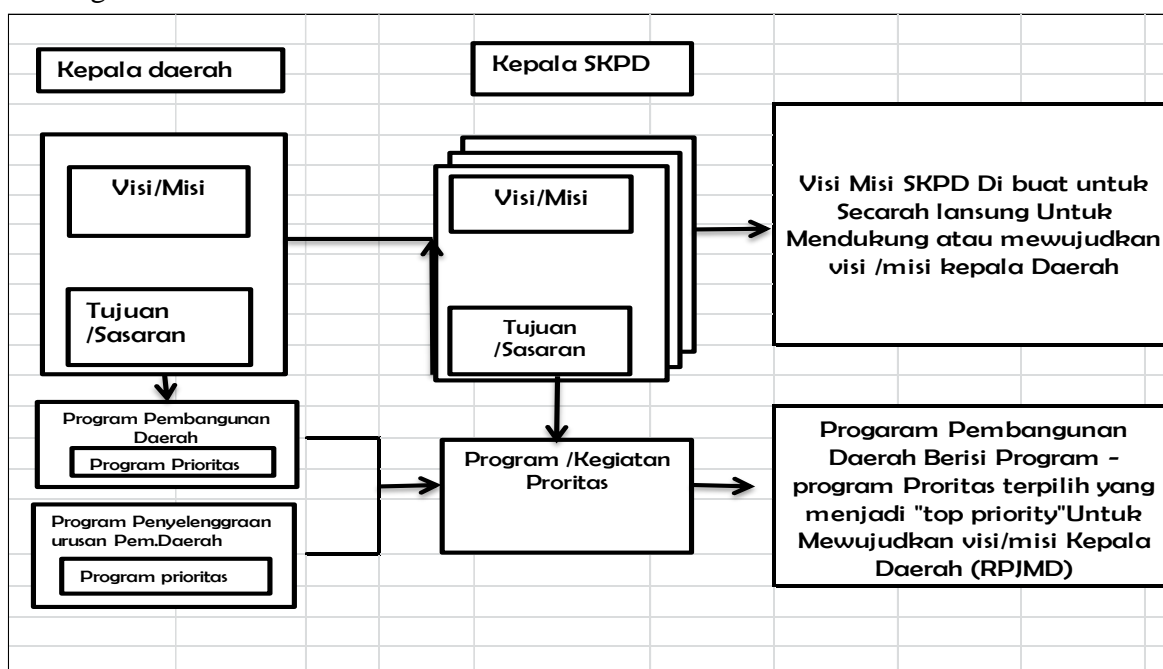 Kepala daerah
Kepala SKPD
Visi/Misi
Tujuan
/Sasaran
Visi/Misi
Tujuan
/Sasaran
Visi Misi SKPD Di buat untuk
Secarah lansung Untuk
Mendukung atau mewujudkan
visi /misi kepala Daerah
Program Pembangunan
Daerah
Program Prioritas
Program Penyelenggraan
urusan Pem.Daerah
Program prioritas
Program /Kegiatan
Proritas
Progaram Pembangunan
Daerah Berisi Program -
program Proritas terpilih yang
menjadi "top priority"Untuk
Mewujudkan visi/misi Kepala
Daerah (RPJMD)